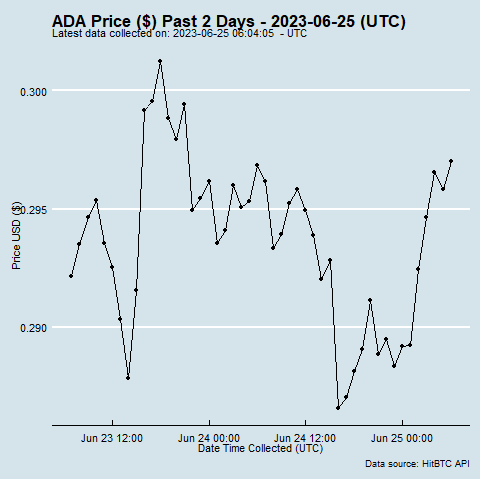 ADA Price ($) Past 2 Days - 2023-06-25 (UTC)
Latest data collected on: 2023-06-25 06:04:05 - UTC
0.300
0.295
0.290
Price USD ($)
Jun 23 12:00
Jun 24 00:00
Jun 24 12:00
Jun 25 00:00
Date Time Collected (UTC)
Data source: HitBTC API